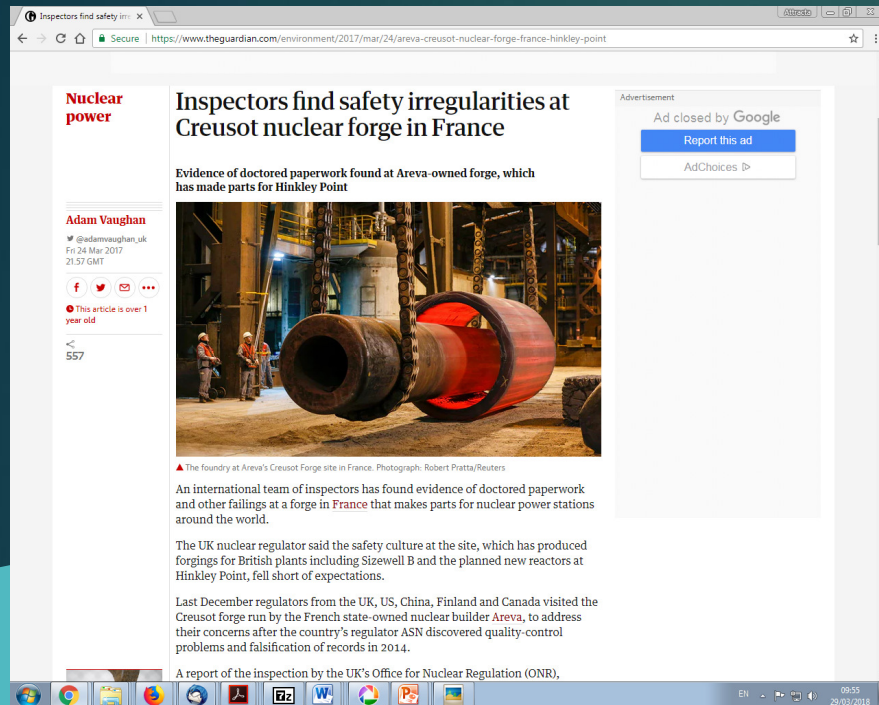 Inspectors find safety irr
Attracta
Secure | https://www.theguardian.com/environment/2017/mar/24/areva-creusot-nuclear-forge-france-hinkley-point
Nuclear
power
Inspectors find safety irregularities at
Creusot nuclear forge in France
Evidence of doctored paperwork found at Areva-owned forge, which
has made parts for Hinkley Point
Adam Vaughan
@adamvaughan_uk
Fri 24 Mar 2017
21.57 GMT
This article is over 1
year old
557
The foundry at Areva's Creusot Forge site in France. Photograph: Robert Pratta/Reuters
An international team of inspectors has found evidence of doctored paperwork
and other failings at a forge in France that makes parts for nuclear power stations
around the world.
The UK nuclear regulator said the safety culture at the site, which has produced
forgings for British plants including Sizewell B and the planned new reactors at
Hinkley Point, fell short of expectations.
Last December regulators from the UK, US, China, Finland and Canada visited the
Creusot forge run by the French state-owned nuclear builder Areva, to address
their concerns after the country's regulator ASN discovered quality-control
problems and falsification of records in 2014.
A report of the inspection by the UK's Office for Nuclear Regulation (ONR),
Advertisement
Ad closed by Google
Report this ad
AdChoices
7z
EN
09:55
29/03/2018